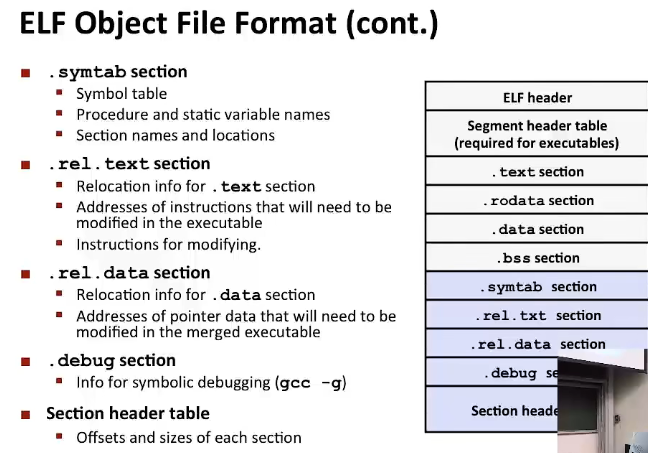 ELF Object File Format (cont.)
.symtab section
Symbol table
Procedure and static variable names
Section names and locations
.rel.text section
Relocation info for .text section
Addresses of instructions that will need to be
modified in the executable
Instructions for modifying.
.rel.data section
Relocation info for .data section
Addresses of pointer data that will need to be
modified in the merged executable
.debug section
Info for symbolic debugging (gcc -g)
Section header table
Offsets and sizes of each section
ELF header
Segment header table
(required for executables)
.text section
.rodata section
.data section
.bss section
.symtab section
.rel.txt section
.rel.data section
.debug se
Section heade